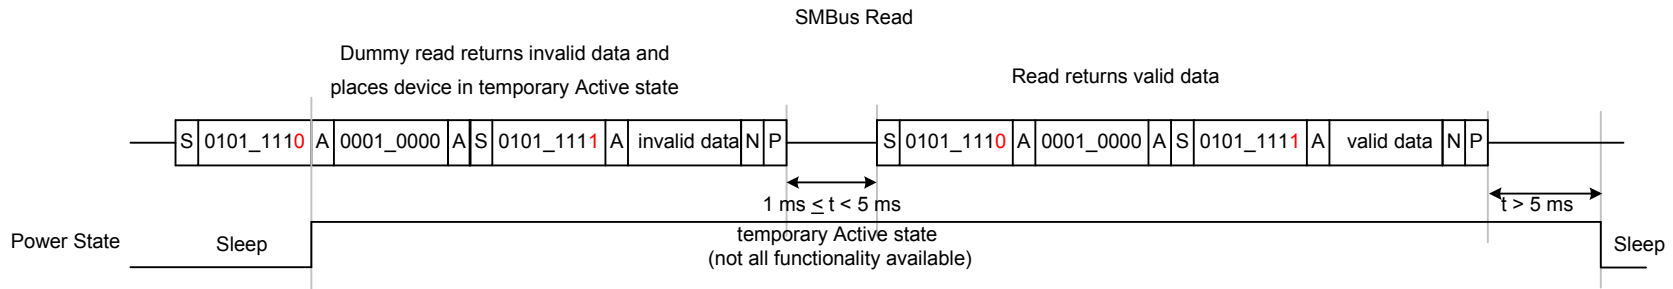 SMBus Read
Dummy read returns invalid data and
places device in temporary Active state
Read returns valid data
S 0101_1110 A 0001_0000 A S 0101_1111 A invalid data N P
S 0101_1110 A 0001_0000 A S 0101_1111 A valid data N P
1 ms ≤ t < 5 ms
t > 5 ms
Power State
Sleep
temporary Active state
(not all functionality available)
Sleep